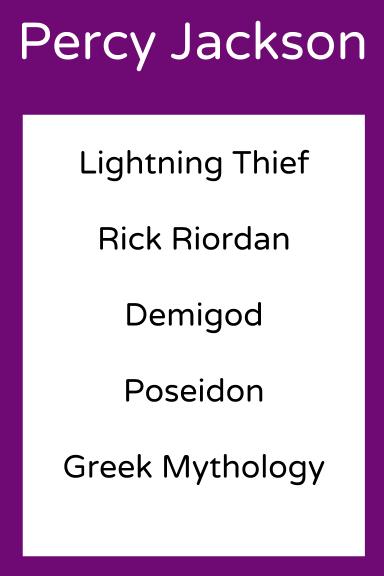 Percy Jackson
Lightning Thief
Rick Riordan
Demigod
Poseidon
Greek Mythology